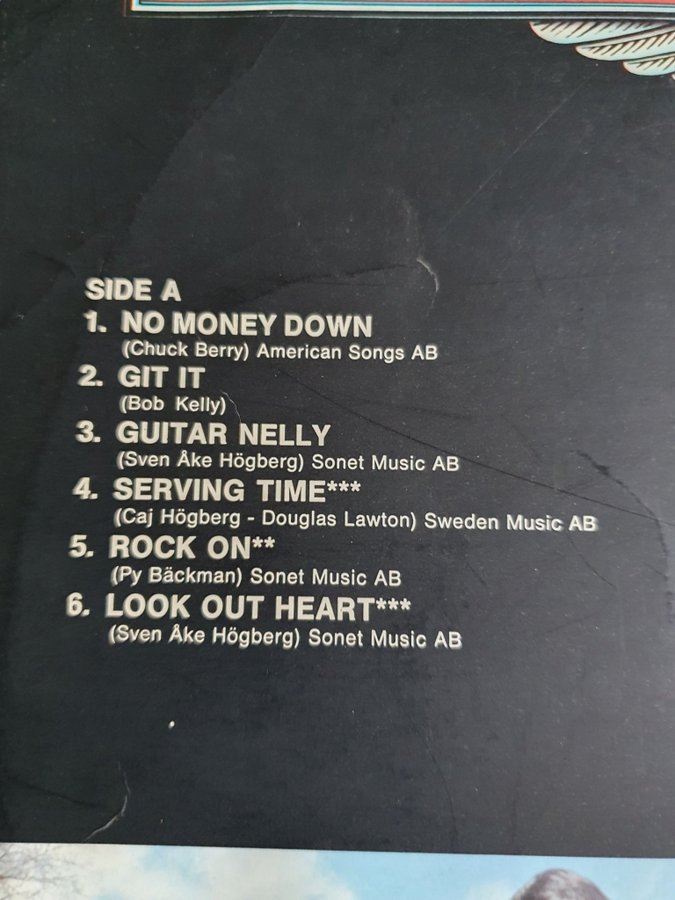 SIDE A
1. NO MONEY DOWN
(Chuck Berry) American Songs AB
2. GIT IT
(Bob Kelly)
3. GUITAR NELLY
(Sven Åke Högberg) Sonet Music AB
4. SERVING TIME***
(Caj Högberg - Douglas Lawton) Sweden Music AB
5. ROCK ON**
(Py Bäckman) Sonet Music AB
6. LOOK OUT HEART***
(Sven Åke Högberg) Sonet Music AB